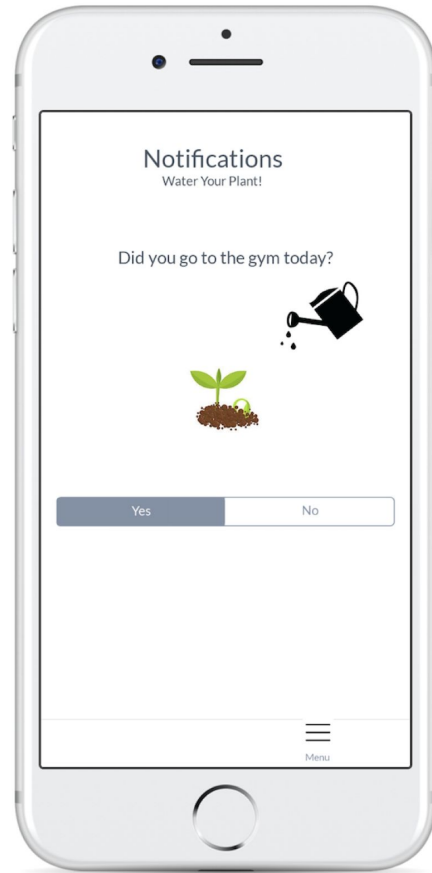 Notifications
Water Your Plant!
Did you go to the gym today?
Yes No
Menu